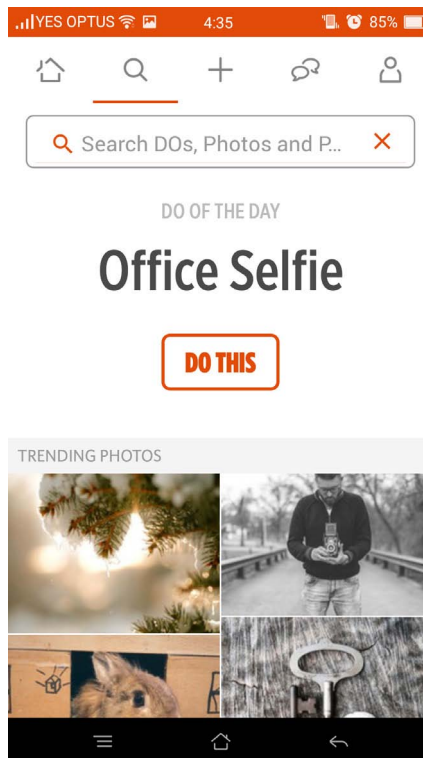 YES OPTUS 4:35 85%
Search DOs, Photos and P...
DO OF THE DAY
Office Selfie
DO THIS
TRENDING PHOTOS